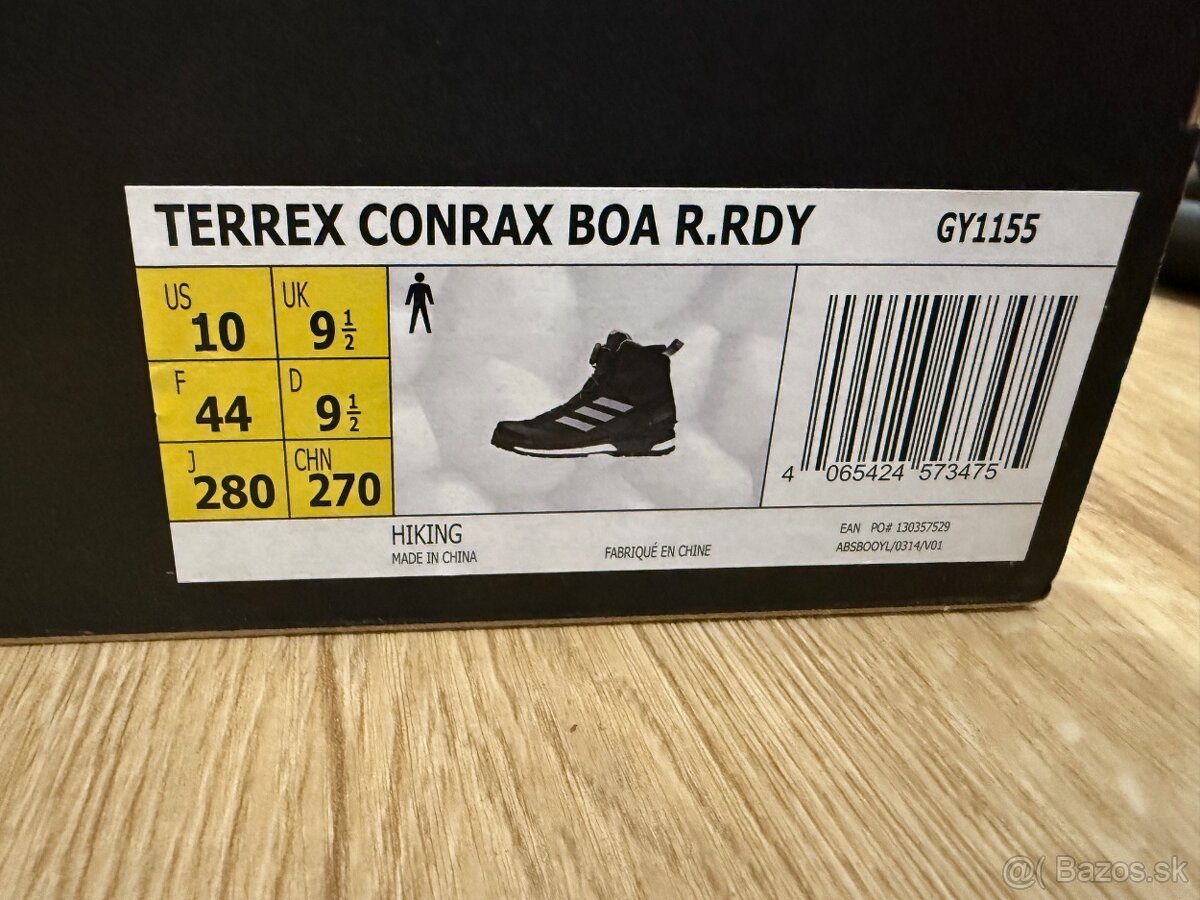 TERREX CONRAX BOA R.RDY GY1155
US 10 UK 9 1/2
F 44 D 9 1/2
J 280 CHN 270
4 065424 573475
HIKING
MADE IN CHINA
FABRIQUÉ EN CHINE
EAN PO# 130357529
ABSBOOYL/0314/V01
@( Bazos.sk